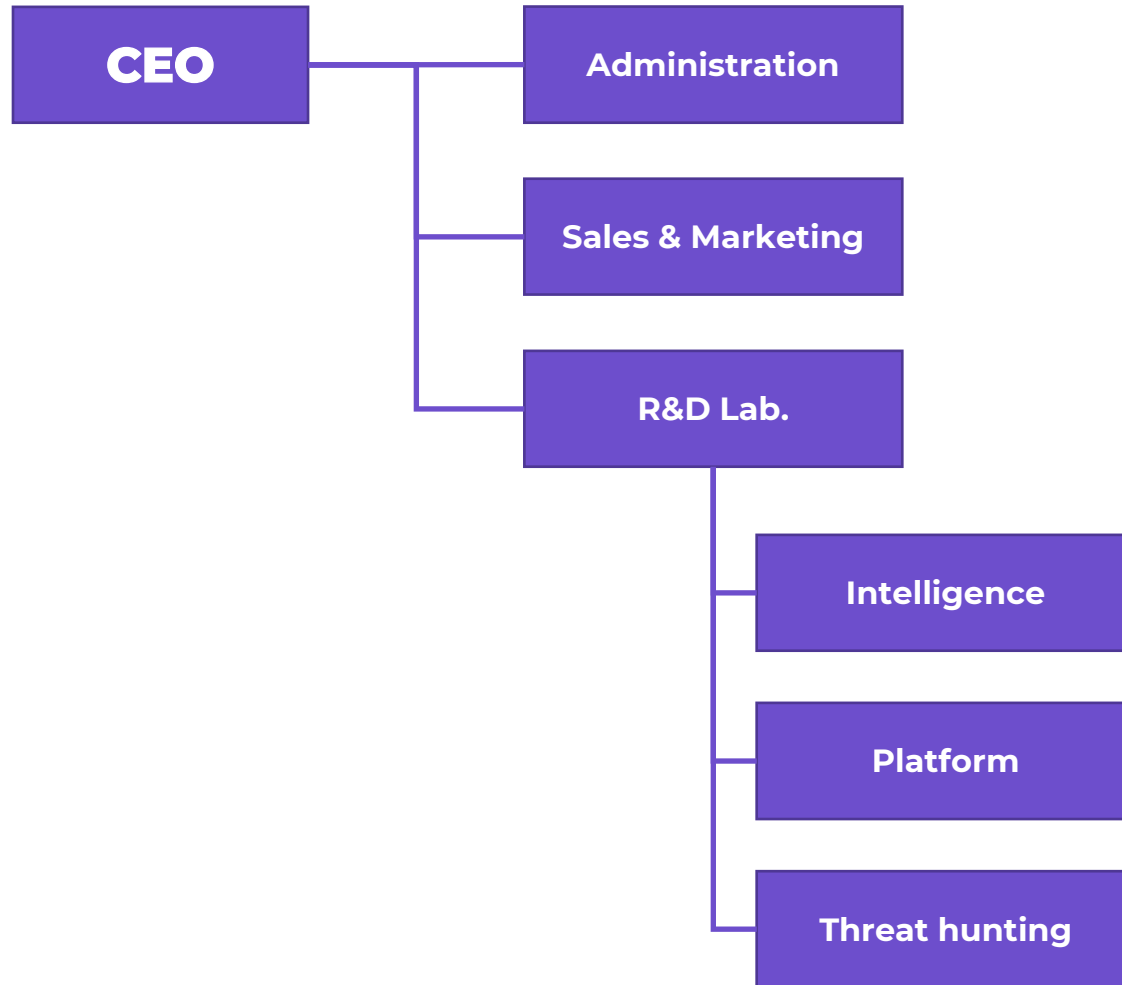 CEO
Administration
Sales & Marketing
R&D Lab.
Intelligence
Platform
Threat hunting